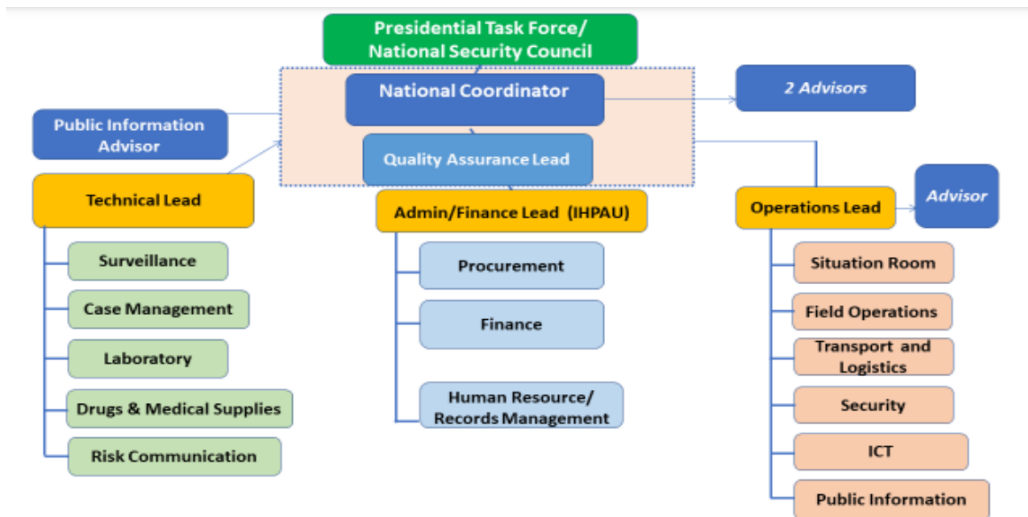 Presidential Task Force/
National Security Council
National Coordinator
2 Advisors
Public Information
Advisor
Quality Assurance Lead
Technical Lead
Admin/Finance Lead (IHPAU)
Operations Lead
Advisor
Surveillance
Case Management
Laboratory
Drugs & Medical Supplies
Risk Communication
Procurement
Finance
Human Resource/
Records Management
Situation Room
Field Operations
Transport and
Logistics
Security
ICT
Public Information